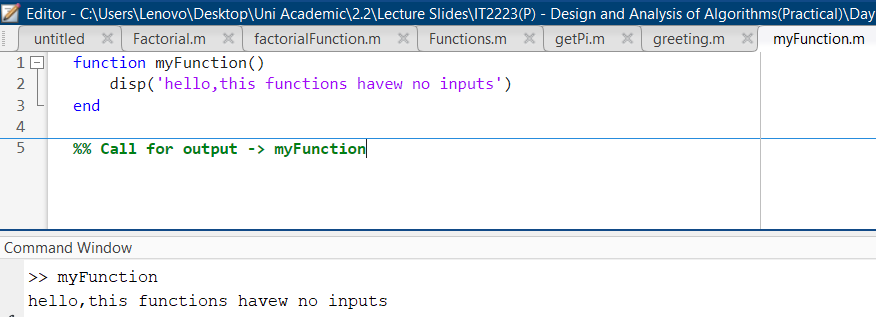 Editor - C:\Users\Lenovo\Desktop\Uni Academic\2.2\Lecture Slides\IT2223(P) - Design and Analysis of Algorithms(Practical)\Day
untitled Factorial.m factorialFunction.m Functions.m getPi.m greeting.m myFunction.m
1 function myFunction()
2 disp('hello,this functions havew no inputs')
3 end
4
5 %% Call for output -> myFunction
Command Window
>> myFunction
hello,this functions havew no inputs